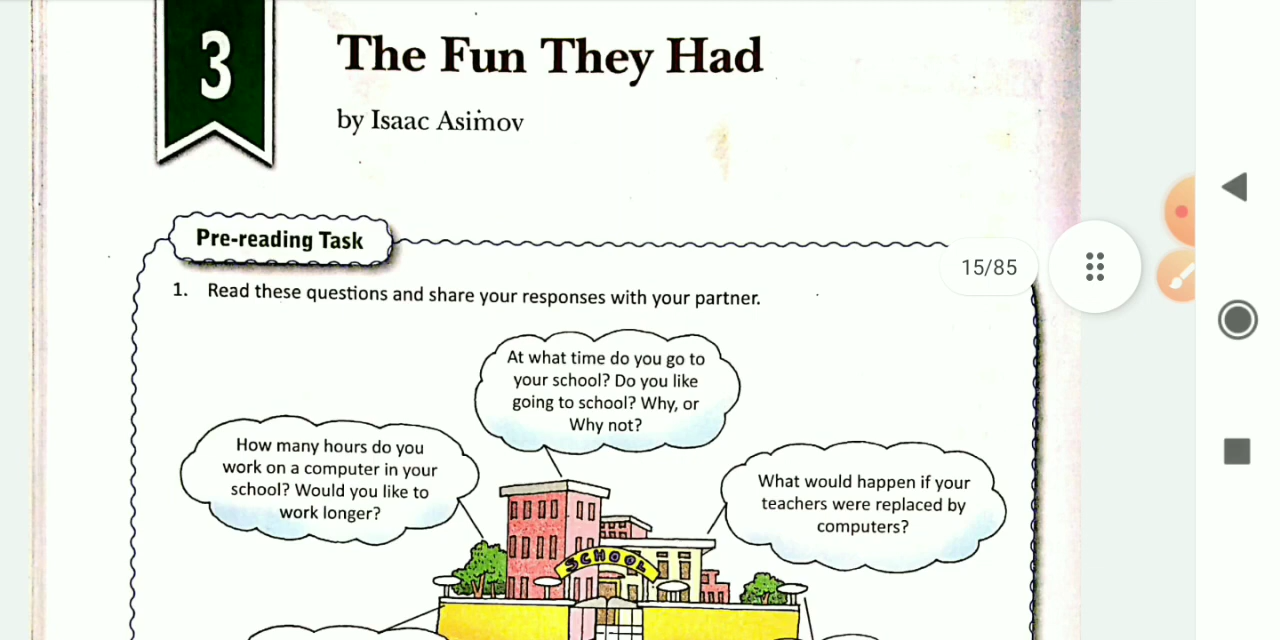 3
The Fun They Had
by Isaac Asimov
Pre-reading Task
15/85
1. Read these questions and share your responses with your partner.
At what time do you go to
your school? Do you like
going to school? Why, or
Why not?
How many hours do you
work on a computer in your
school? Would you like to
work longer?
What would happen if your
teachers were replaced by
computers?
SCHOOL